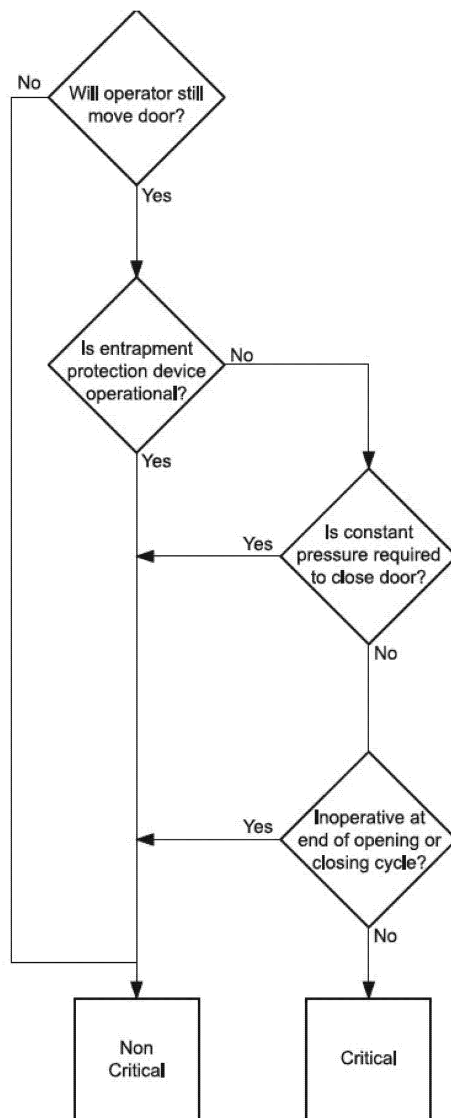 No
Will operator still
move door?
Yes
Is entrapment
protection device
operational?
No
Yes
Is constant
pressure required
to close door?
Yes
No
Inoperative at
end of opening or
closing cycle?
Yes
No
Non
Critical
Critical